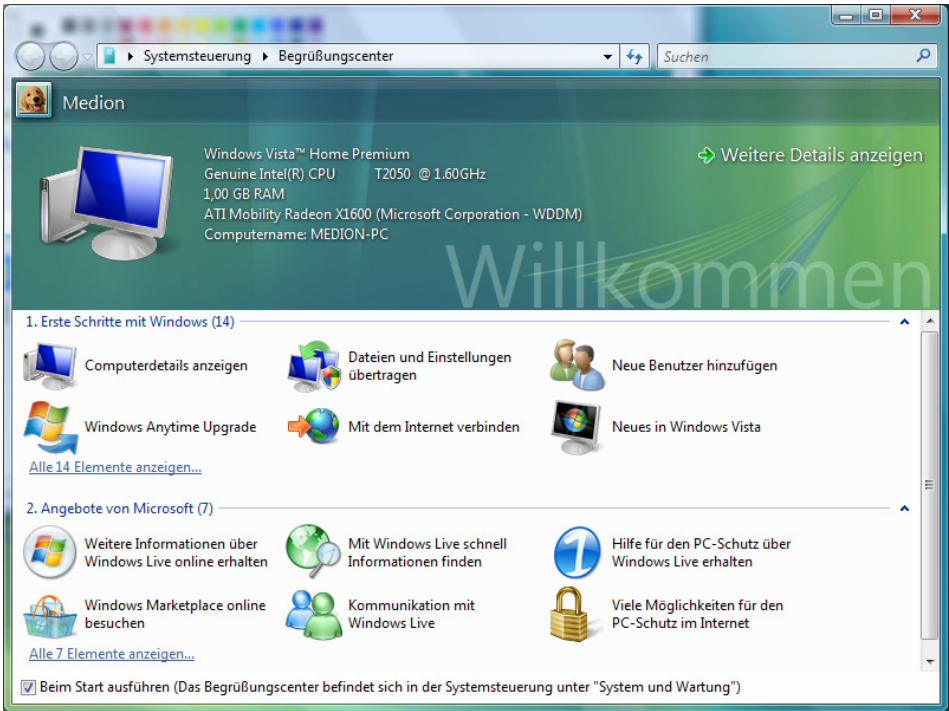 Systemsteuerung
Begrüßungscenter
Suchen
Medion
Windows Vista™ Home Premium
Genuine Intel(R) CPU T2050 @ 1.60GHz
1,00 GB RAM
ATI Mobility Radeon X1600 (Microsoft Corporation - WDDM)
Computername: MEDION-PC
Weitere Details anzeigen
Willkommen
1. Erste Schritte mit Windows (14)
Computerdetails anzeigen
Dateien und Einstellungen
übertragen
Neue Benutzer hinzufügen
Windows Anytime Upgrade
Mit dem Internet verbinden
Neues in Windows Vista
Alle 14 Elemente anzeigen...
2. Angebote von Microsoft (7)
Weitere Informationen über
Windows Live online erhalten
Mit Windows Live schnell
Informationen finden
Hilfe für den PC-Schutz über
Windows Live erhalten
Windows Marketplace online
besuchen
Kommunikation mit
Windows Live
Viele Möglichkeiten für den
PC-Schutz im Internet
Alle 7 Elemente anzeigen...
Beim Start ausführen (Das Begrüßungscenter befindet sich in der Systemsteuerung unter "System und Wartung")